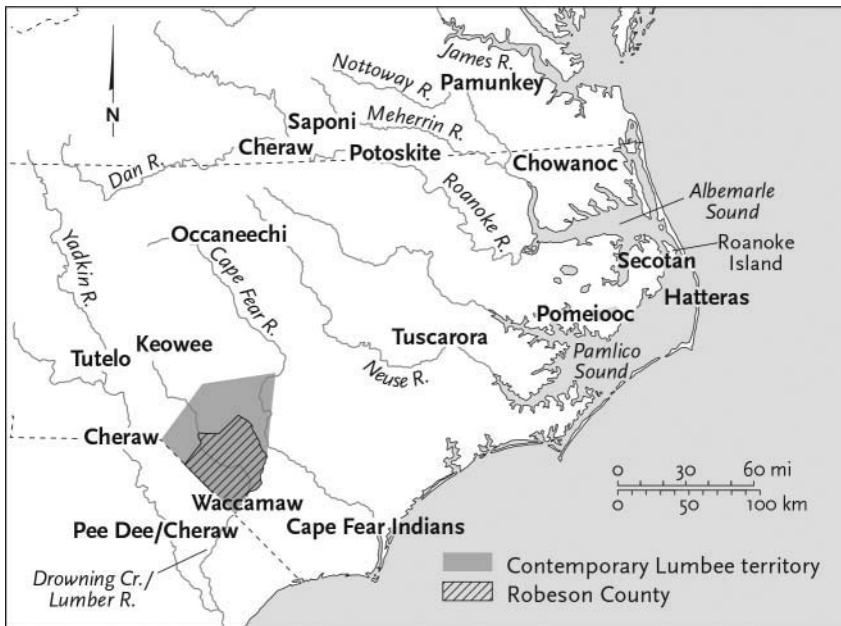 James R.
Nottoway R.
Pamunkey
N
Saponi
Meherrin R.
Cheraw
Potoskite
Chowanoc
Dan R.
Roanoke R.
Albemarle
Sound
Yadkin R.
Occaneechi
Cape Fear R.
Roanoke
Island
Secotan
Hatteras
Pomeiooc
Tuscarora
Keowee
Tutelo
Neuse R.
Pamlico
Sound
Cheraw
0 30 60 mi
0 50 100 km
Waccamaw
Pee Dee/Cheraw
Cape Fear Indians
Drowning Cr./
Lumber R.
Contemporary Lumbee territory
Robeson County